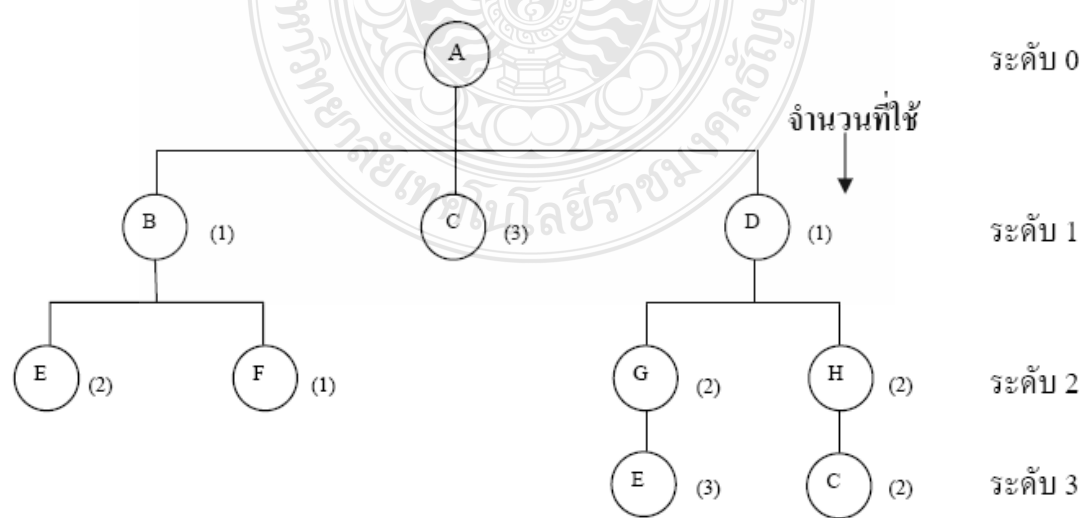 A
ระดับ 0
จำนวนที่ใช้
B (1)
C (3)
D (1)
ระดับ 1
E (2)
F (1)
G (2)
H (2)
ระดับ 2
E (3)
C (2)
ระดับ 3